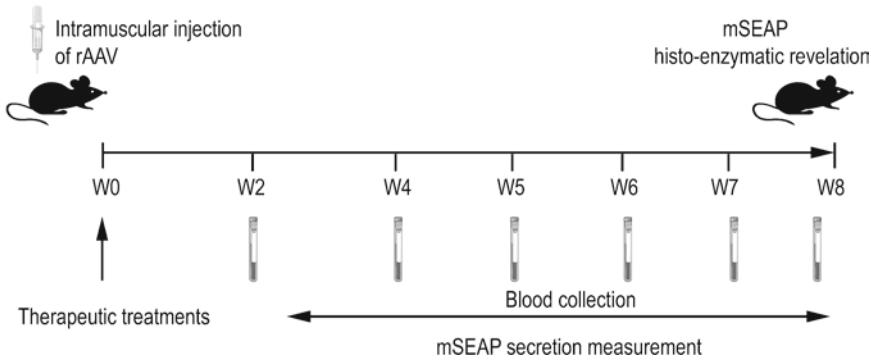 Intramuscular injection
of rAAV
mSEAP
histo-enzymatic revelation
W0
W2
W4
W5
W6
W7
W8
Therapeutic treatments
Blood collection
mSEAP secretion measurement